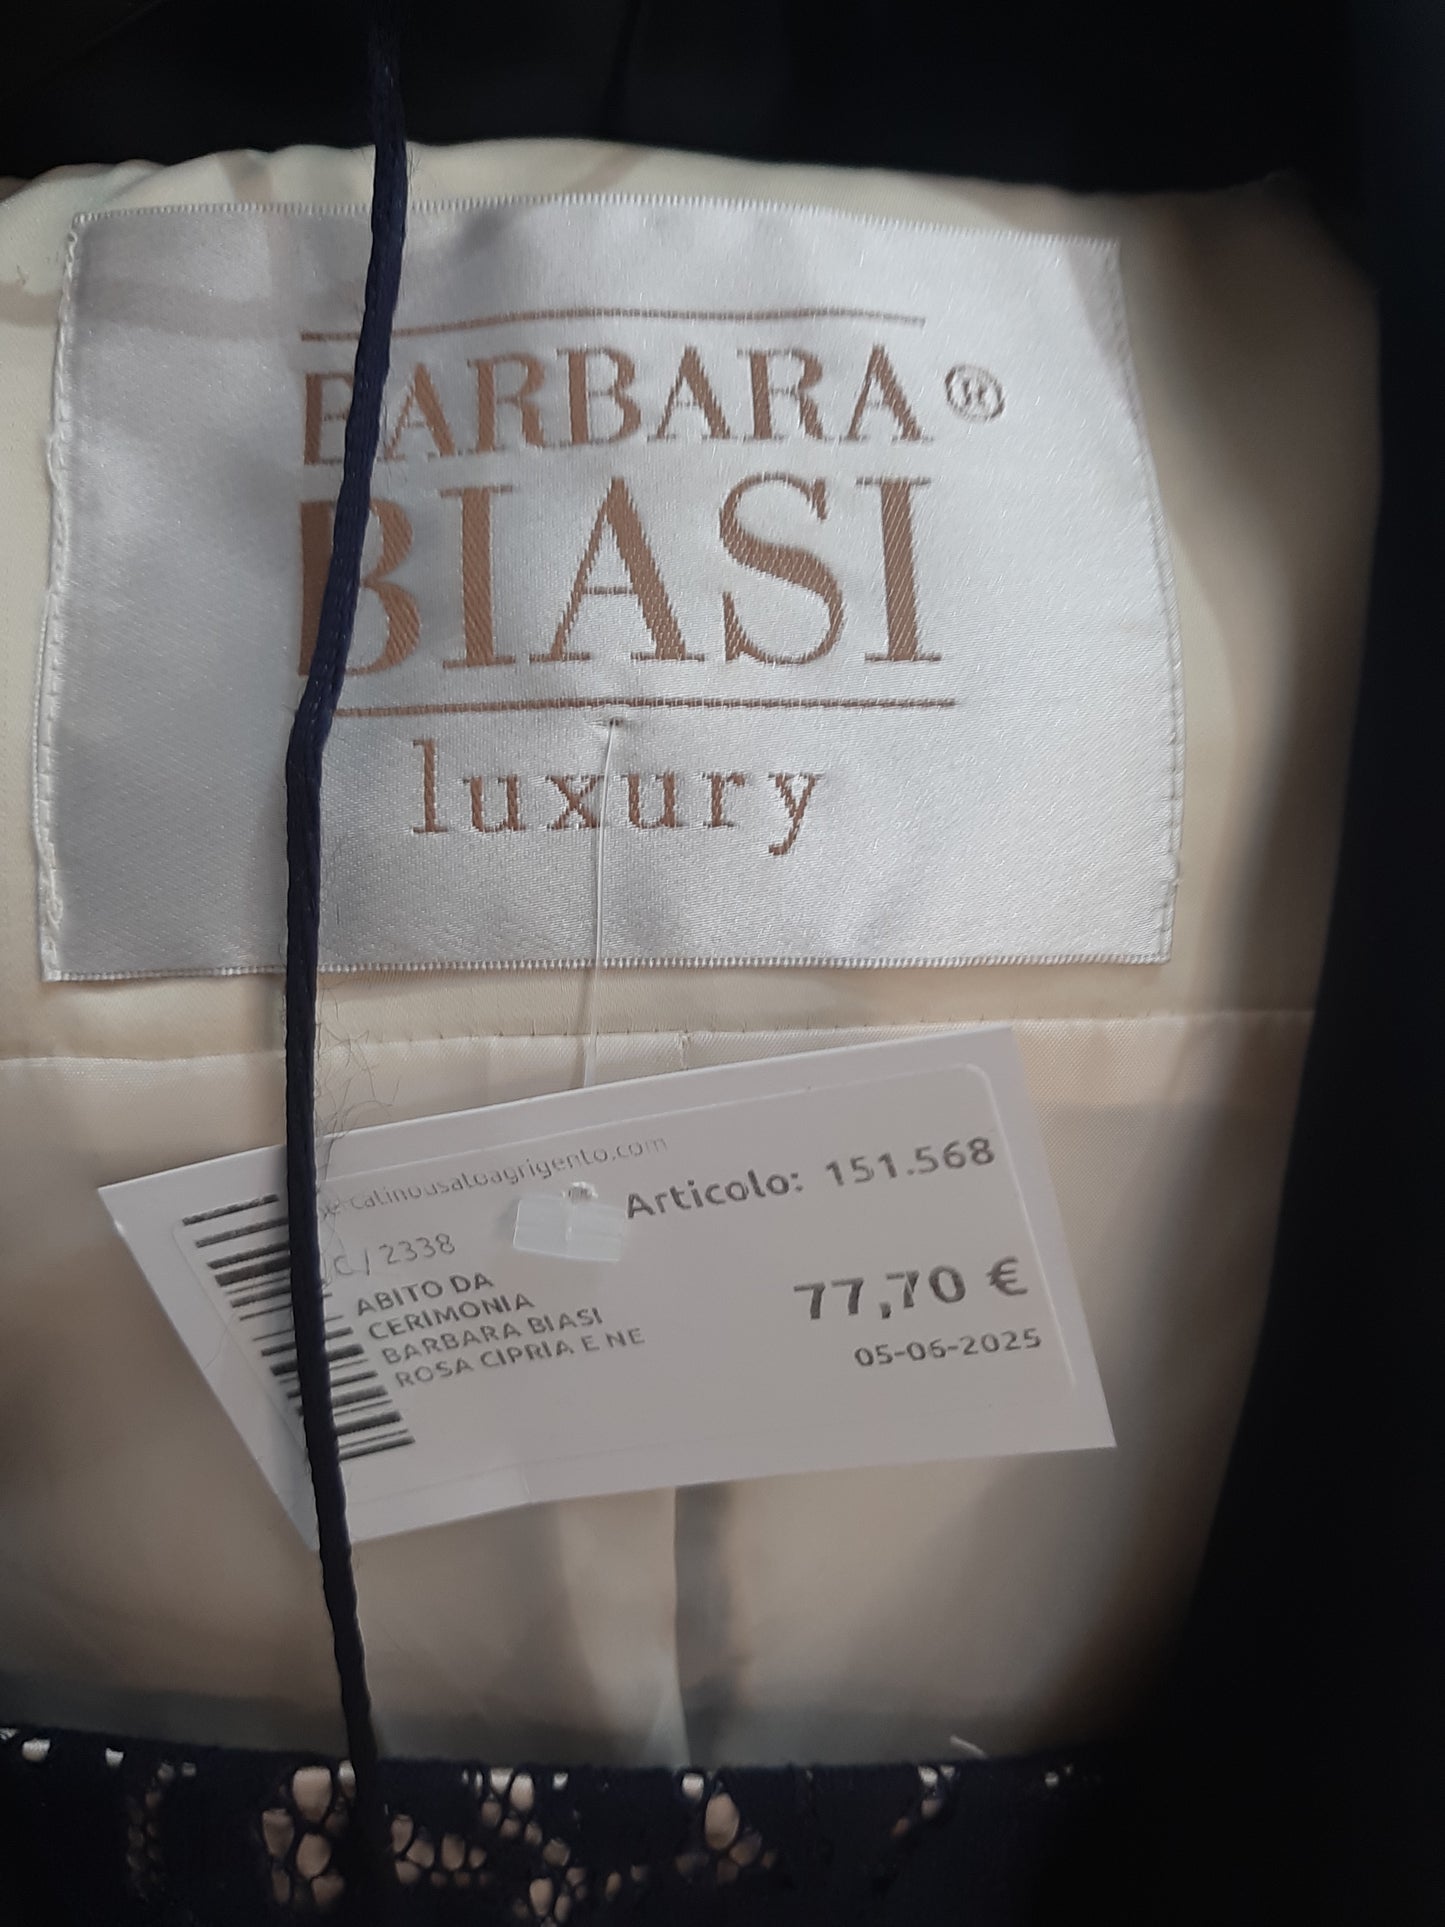 BARBARA ®
BIASI
luxury
Articolo: 151.568
/ 2338
ABITO DA
CERIMONIA
BARBARA BIASI
ROSA CIPRIA E NE
77,70 €
05-06-2025